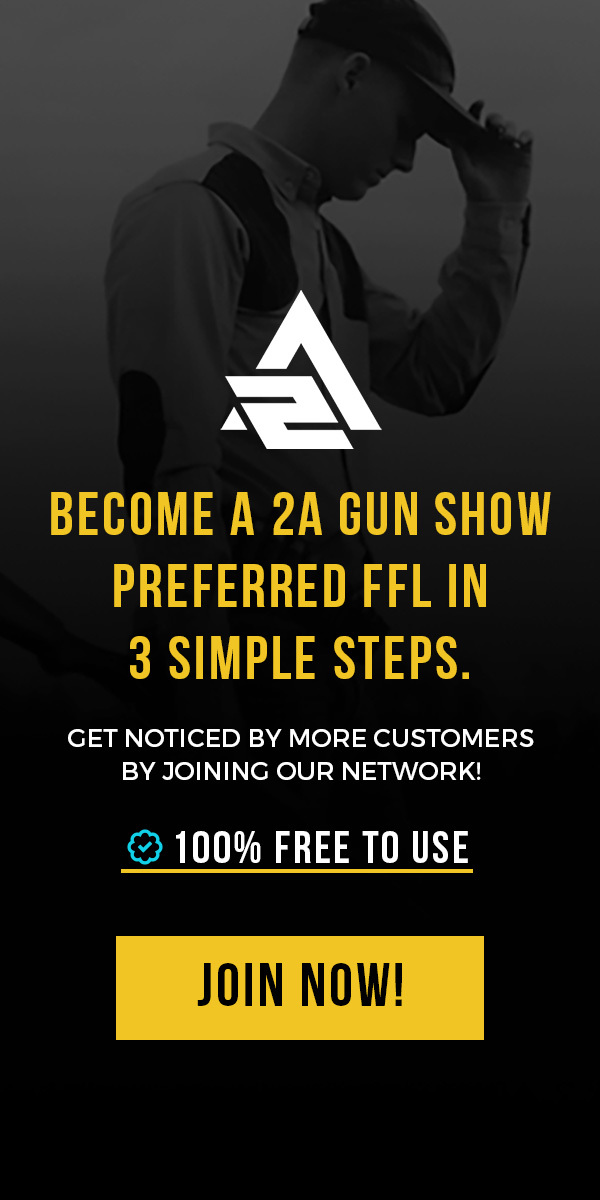 BECOME A 2A GUN SHOW
PREFERRED FFL IN
3 SIMPLE STEPS.
GET NOTICED BY MORE CUSTOMERS
BY JOINING OUR NETWORK!
100% FREE TO USE
JOIN NOW!